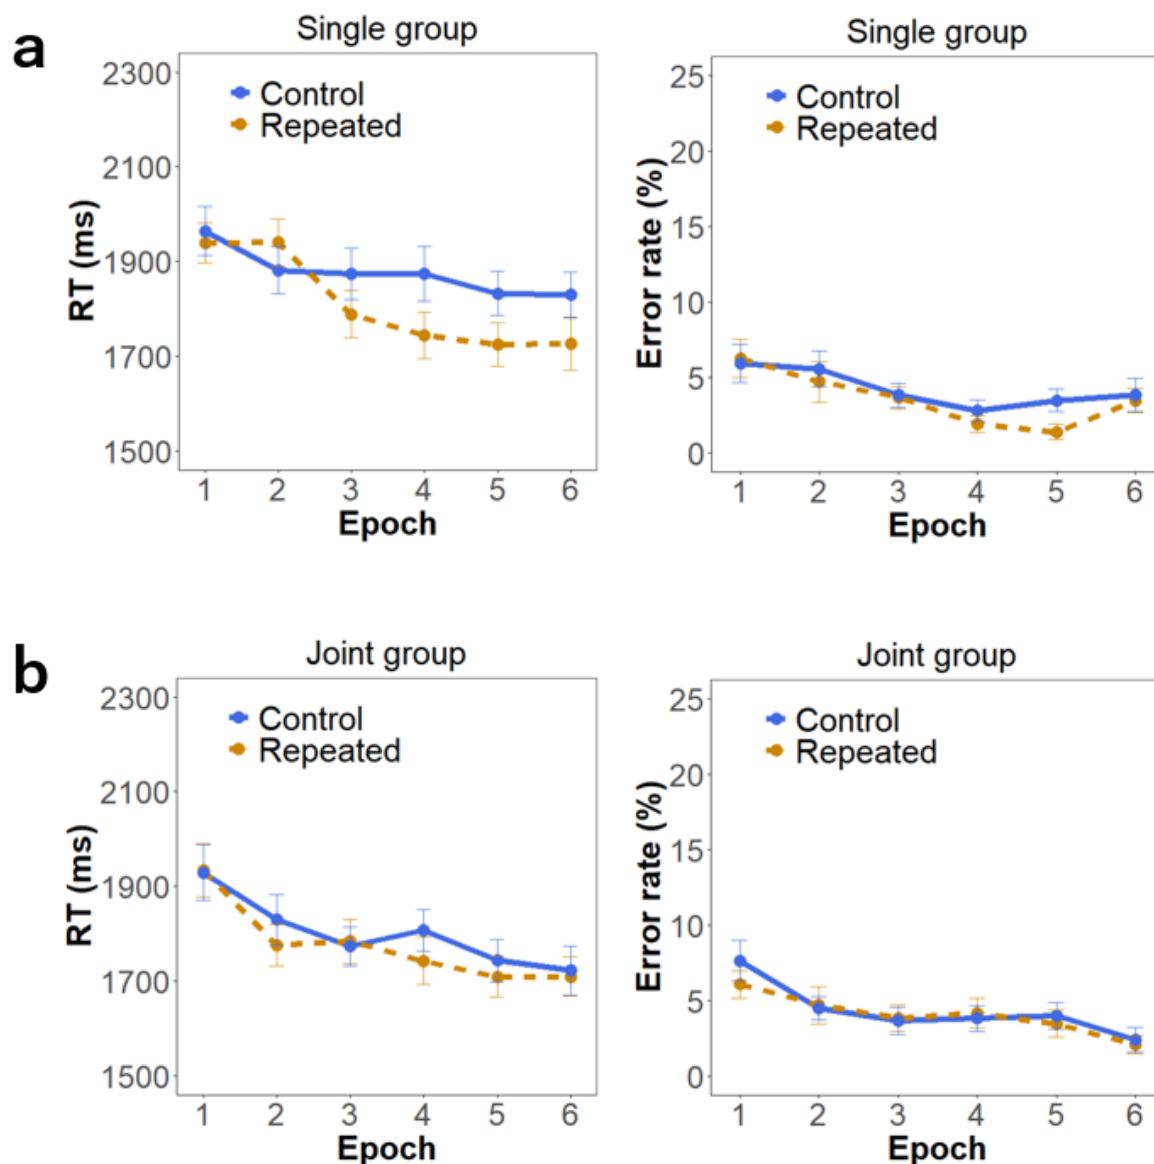 a
Single group
2300
2100
1900
1700
1500
RT (ms)
Control
Repeated
1 2 3 4 5 6
Epoch
Single group
25
20
15
10
5
0
Error rate (%)
Control
Repeated
1 2 3 4 5 6
Epoch
b
Joint group
2300
2100
1900
1700
1500
RT (ms)
Control
Repeated
1 2 3 4 5 6
Epoch
Joint group
25
20
15
10
5
0
Error rate (%)
Control
Repeated
1 2 3 4 5 6
Epoch